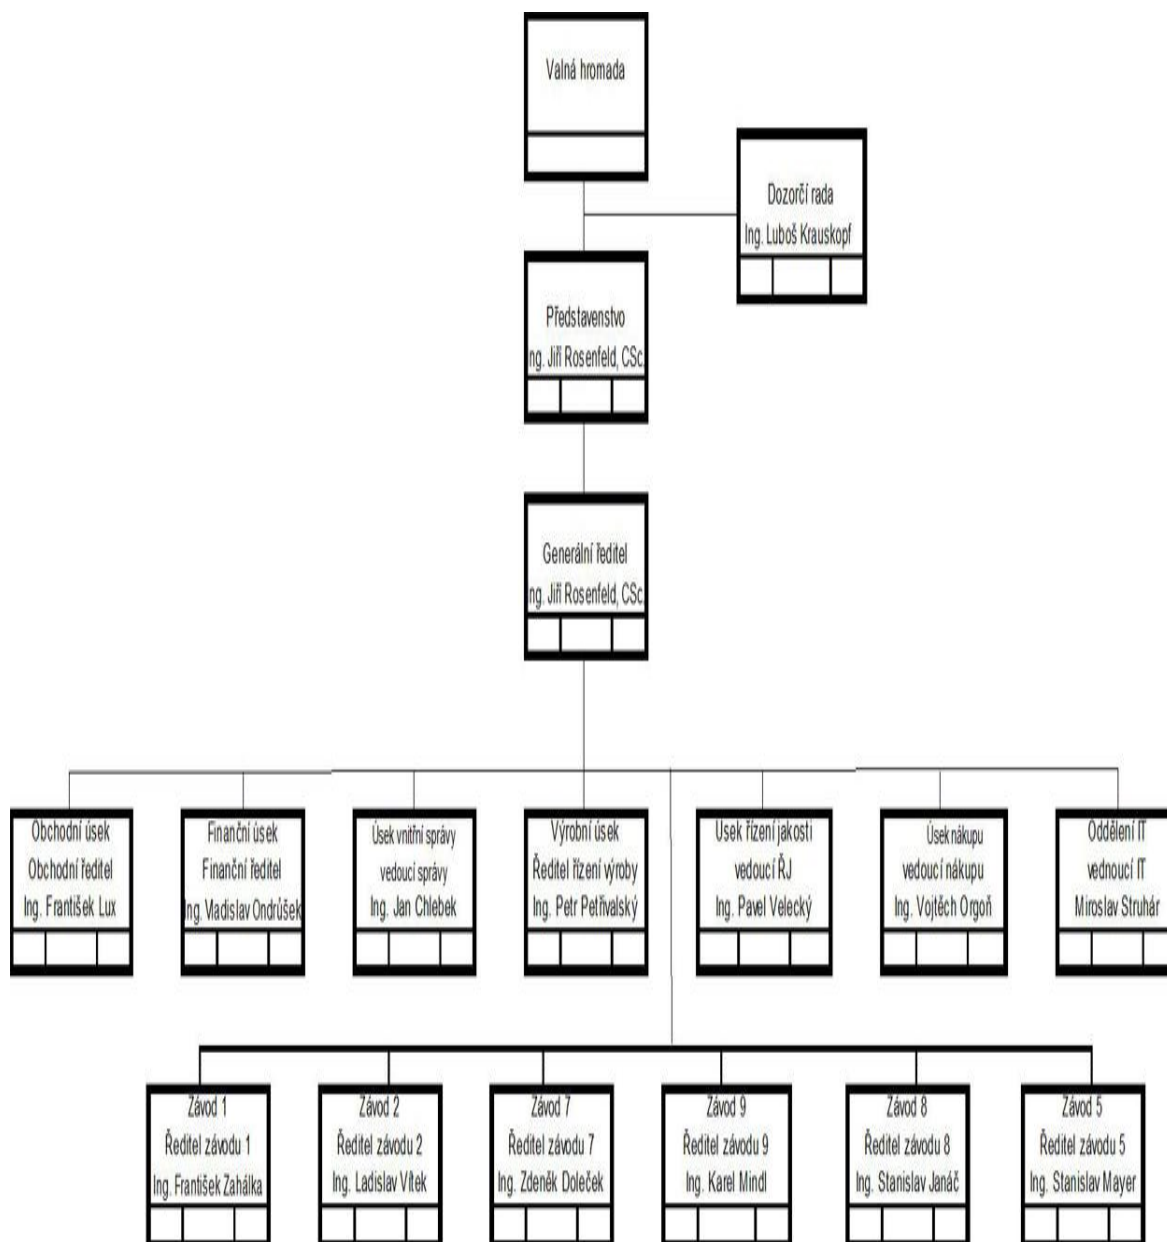 Valná hromada
Dozorčí rada
Ing. Luboš Krauskopf
Představenstvo
ng. Jiří Rosenfeld, CSc.
Generální ředitel
ng. Jiří Rosenfeld, CSc.
Obchodní úsek
Obchodní ředitel
Ing. František Lux
Finanční úsek
Finanční ředitel
Ing. Vladislav Ondrúšek
Úsek vnitřní správy
vedoucí správy
Ing. Jan Chlebek
Výrobní úsek
Ředitel řízení výroby
Ing. Petr Petřivalský
Usek řízení jakosti
vedoucí ŘJ
Ing. Pavel Velecký
Úsek nákupu
vedoucí nákupu
Ing. Vojtěch Orgoň
Oddělení IT
vednoucí IT
Miroslav Struhár
Závod 1
Ředitel závodu 1
Ing. František Zahálka
Závod 2
Ředitel závodu 2
Ing. Ladislav Vítek
Závod 7
Ředitel závodu 7
Ing. Zdeněk Doleček
Závod 9
Ředitel závodu 9
Ing. Karel Mindl
Závod 8
Ředitel závodu 8
Ing. Stanislav Janáč
Závod 5
Ředitel závodu 5
Ing. Stanislav Mayer